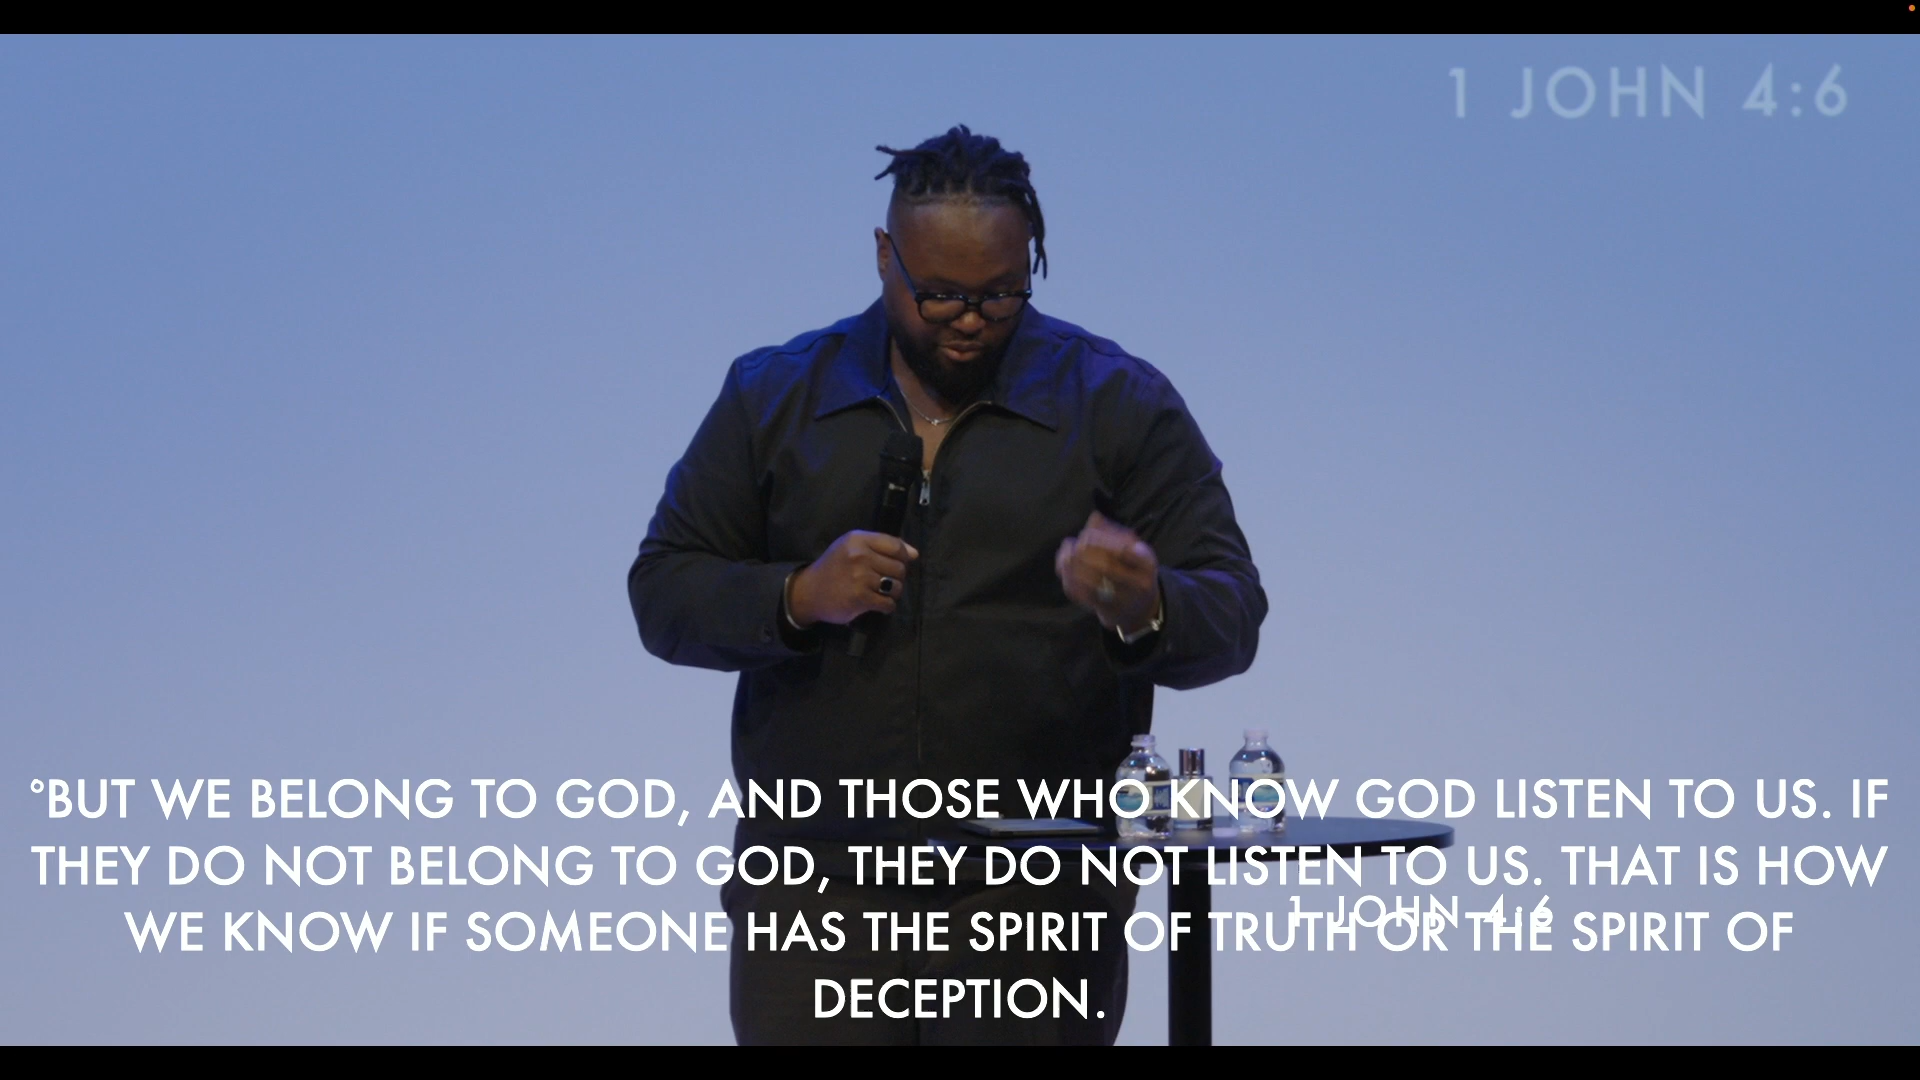 1 JOHN 4:6
°BUT WE BELONG TO GOD, AND THOSE WHO KNOW GOD LISTEN TO US. IF
THEY DO NOT BELONG TO GOD, THEY DO NOT LISTEN TO US. THAT IS HOW
1 JOHN 4:6
WE KNOW IF SOMEONE HAS THE SPIRIT OF TRUTH OR THE SPIRIT OF
DECEPTION.